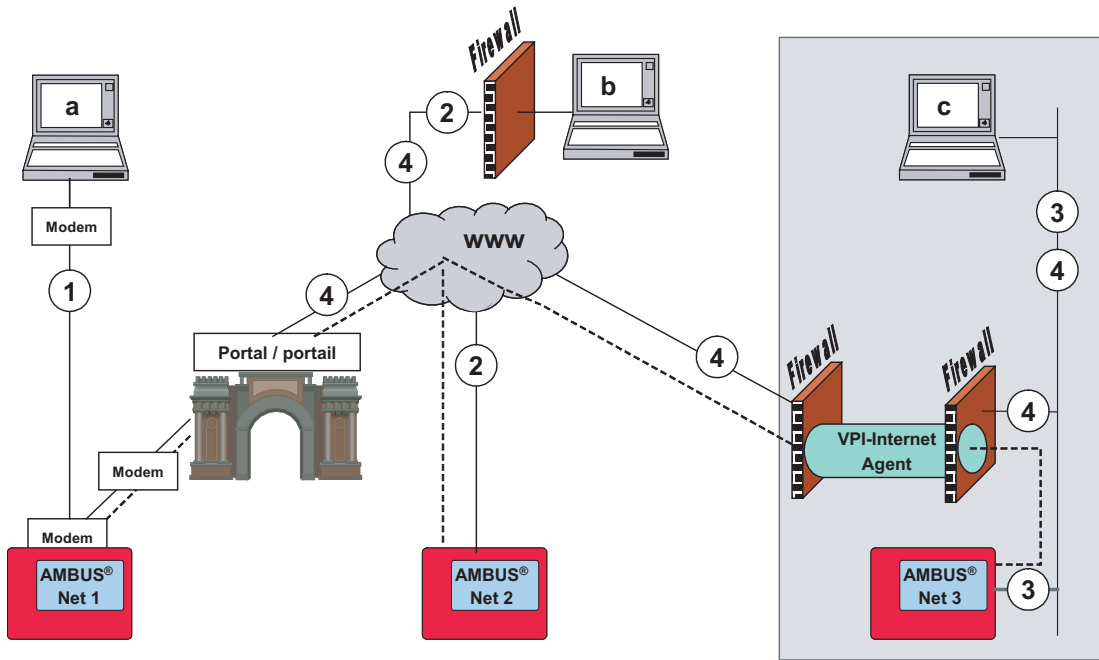 Firewall
a
b
c
2
4
Modem
3
www
4
1
4
Portal / portail
2
4
Firewall
Firewall
4
VPI-Internet
Agent
Modem
Modem
AMBUS®
Net 1
AMBUS®
Net 2
AMBUS®
Net 3
3